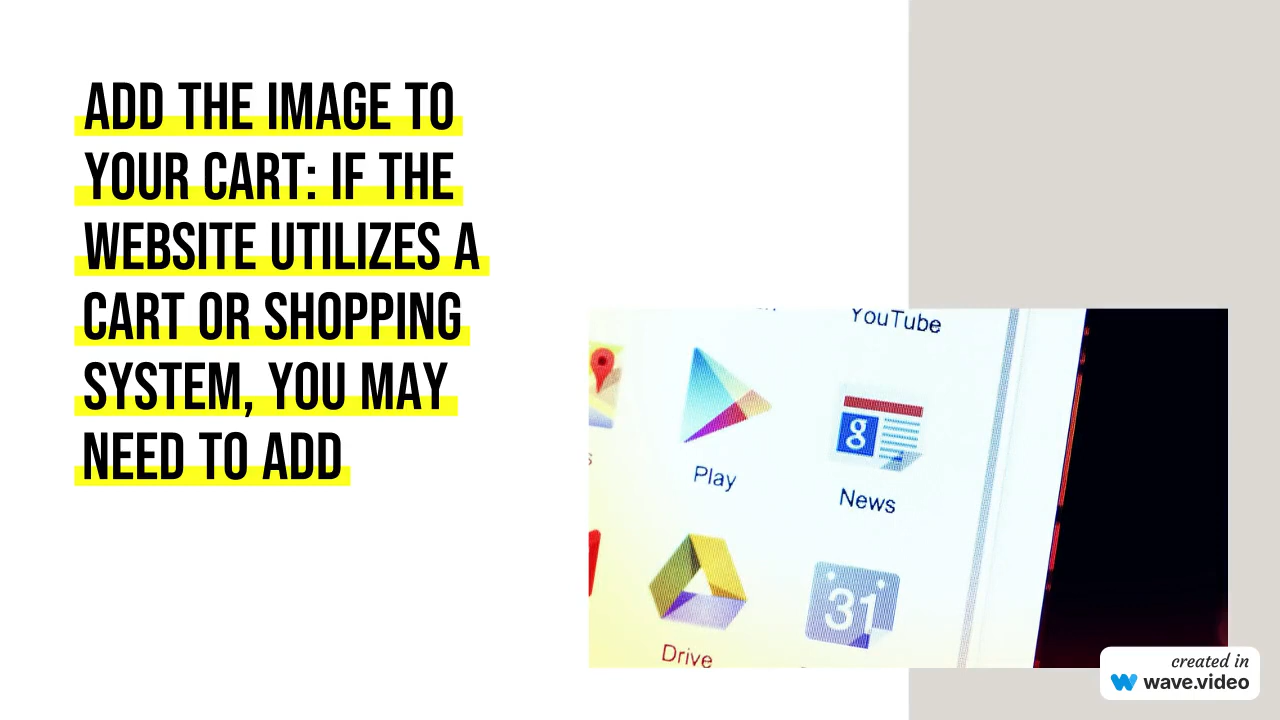 ADD THE IMAGE TO
YOUR CART: IF THE
WEBSITE UTILIZES A
CART OR SHOPPING
SYSTEM, YOU MAY
NEED TO ADD
YouTube
Play
8
News
31
Drive
created in
wave.video